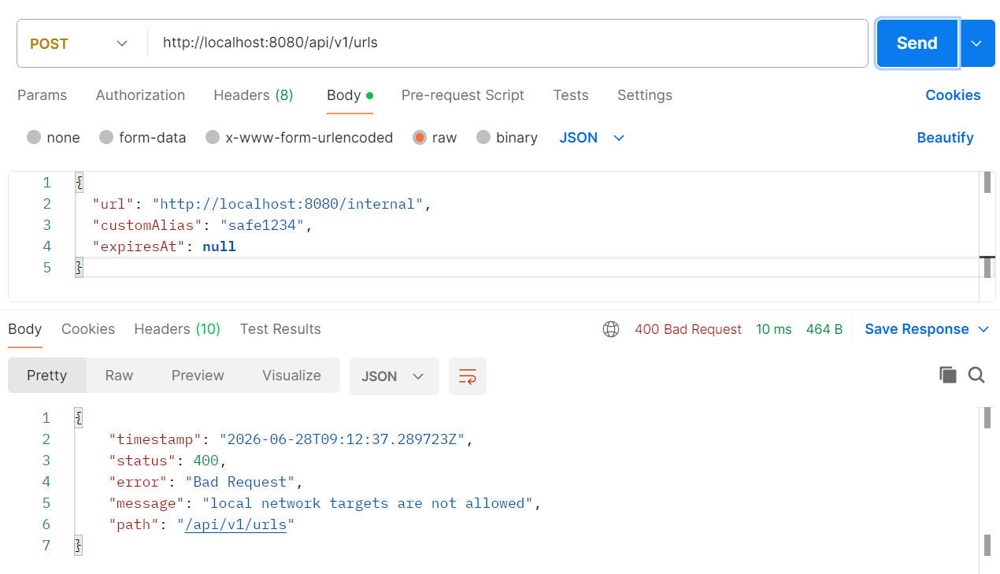 POST http://localhost:8080/api/v1/urls Send
Params Authorization Headers (8) Body Pre-request Script Tests Settings Cookies
none form-data x-www-form-urlencoded raw binary JSON Beautify
1 {
2 "url": "http://localhost:8080/internal",
3 "customAlias": "safe1234",
4 "expiresAt": null
5 }
Body Cookies Headers (10) Test Results 400 Bad Request 10 ms 464 B Save Response
Pretty Raw Preview Visualize JSON
1 {
2 "timestamp": "2026-06-28T09:12:37.289723Z",
3 "status": 400,
4 "error": "Bad Request",
5 "message": "local network targets are not allowed",
6 "path": "/api/v1/urls"
7 }